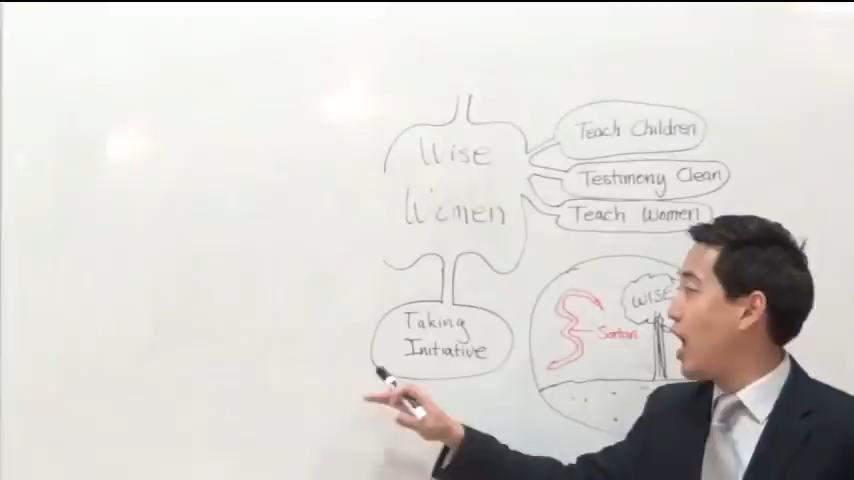 Wise
Women
Teach Children
Testimony Clean
Teach Women
Taking
Initiative
WISE
Satan